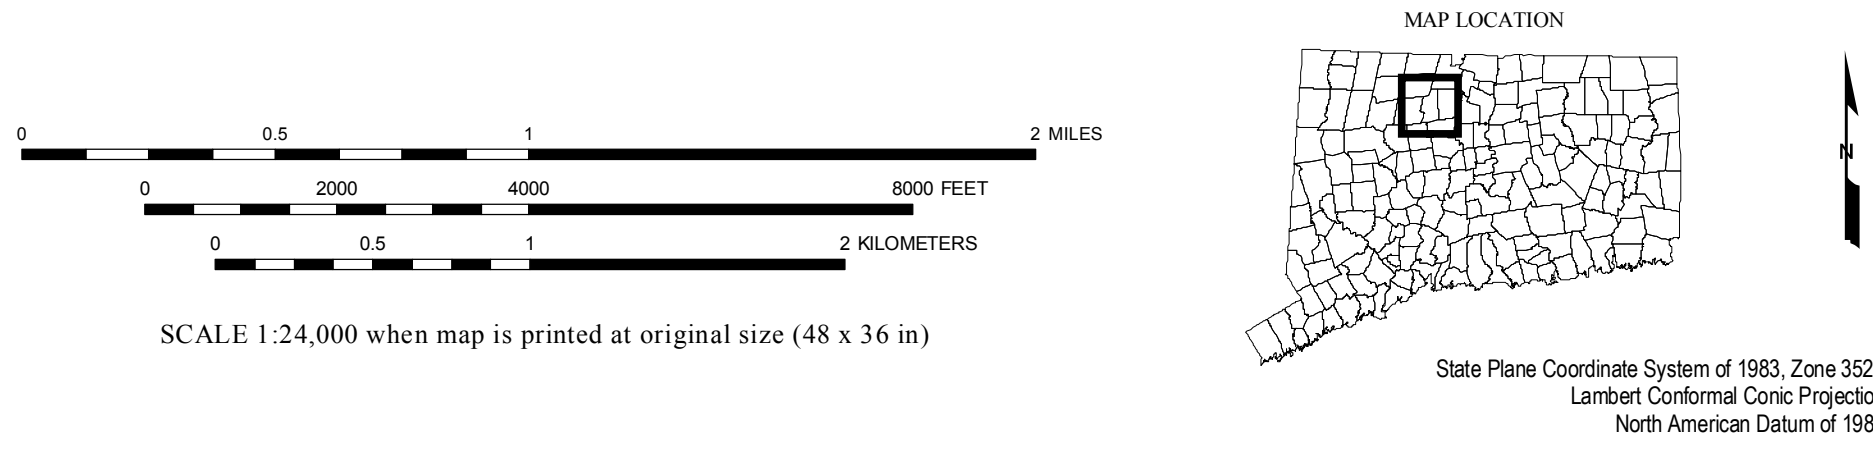 MAP LOCATION
0 0.5 1 2 MILES
0 2000 4000 8000 FEET
0 0.5 1 2 KILOMETERS
N
SCALE 1:24,000 when map is printed at original size (48 x 36 in)
State Plane Coordinate System of 1983, Zone 352
Lambert Conformal Conic Projectio
North American Datum of 198